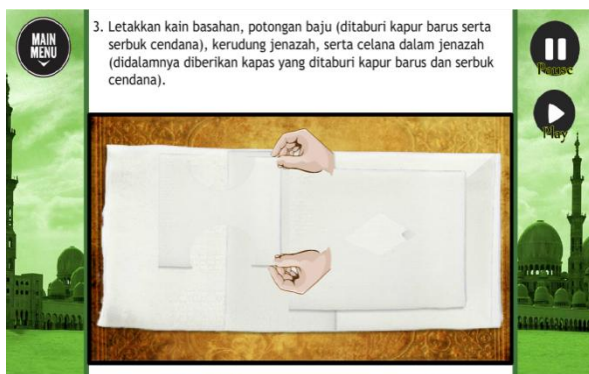 MAIN
MENU
3. Letakkan kain basahan, potongan baju (ditaburi kapur barus serta
serbuk cendana), kerudung jenazah, serta celana dalam jenazah
(didalamnya diberikan kapas yang ditaburi kapur barus dan serbuk
cendana).
Pause
Play